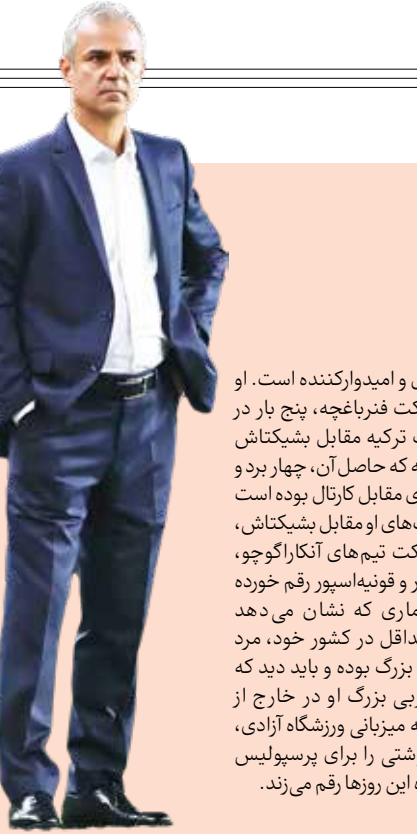 ل و امیدوارکننده است. او
کت فنرباغچه، پنج بار در
ترکیه مقابل بشیکتاش
ه که حاصل آن، چهار برد و
ی مقابل کارتال بوده است
ت‌های او مقابل بشیکتاش،
کت تیم‌های آنکاراگوچو،
ر و قونیه‌اسپور رقم خورده
ماری که نشان می‌دهد
داقل در کشور خود، مرد
بزرگ بوده و باید دید که
ربی بزرگ او در خارج از
ه میزبانی ورزشگاه آزادی،
وشتی را برای پرسپولیس
ه این روزها رقم می‌زند.